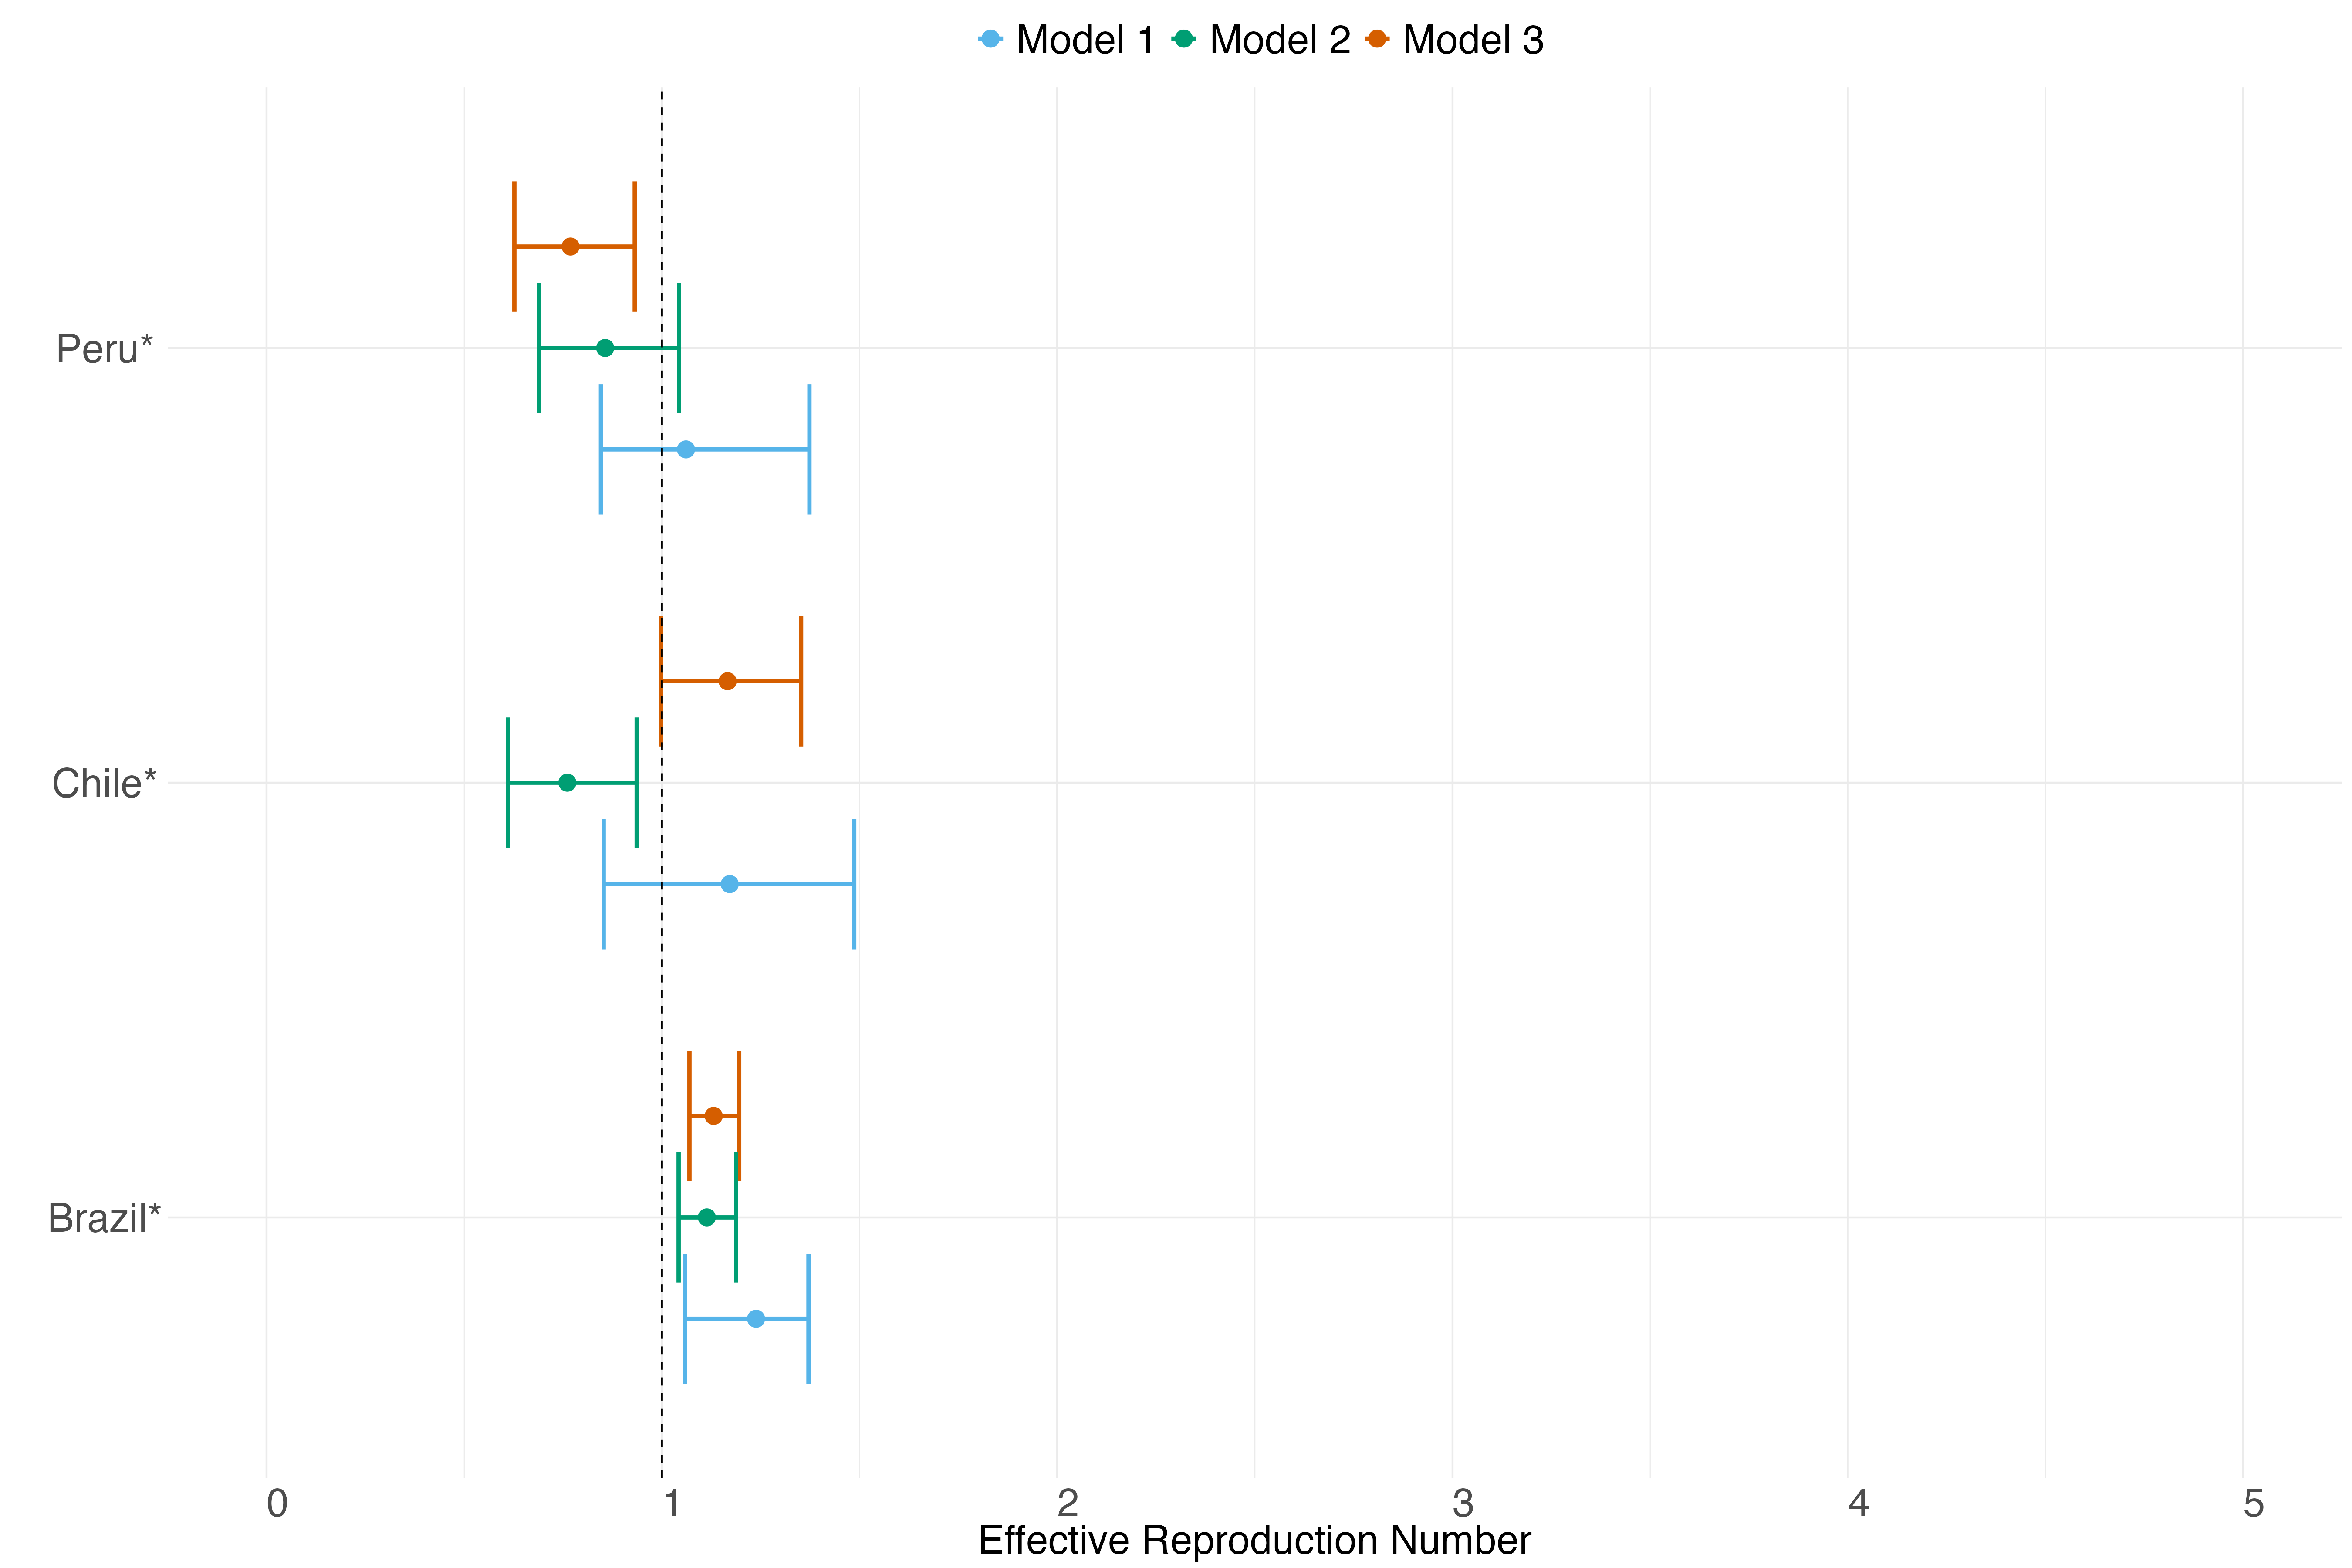 Model 1 Model 2 Model 3
Peru*
Chile*
Brazil*
0 1 2 3 4 5
Effective Reproduction Number